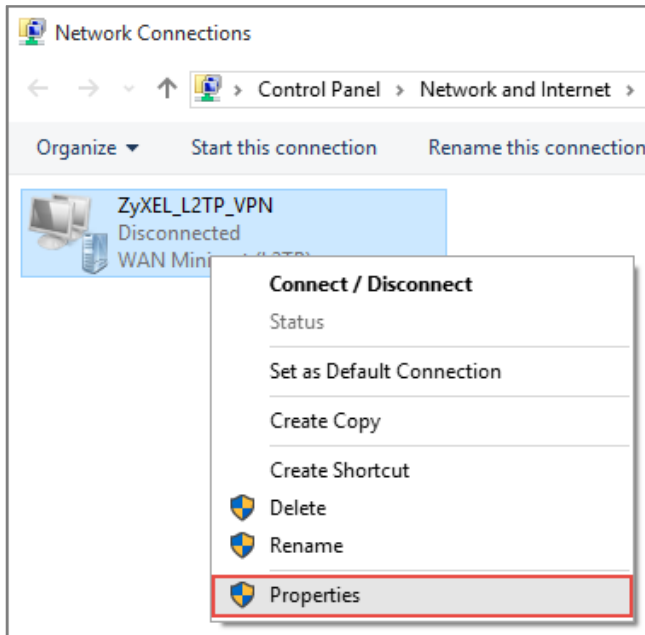 Network Connections
Control Panel > Network and Internet >
Organize Start this connection Rename this connection
ZyXEL_L2TP_VPN
Disconnected
WAN
Connect / Disconnect
Status
Set as Default Connection
Create Copy
Create Shortcut
Delete
Rename
Properties